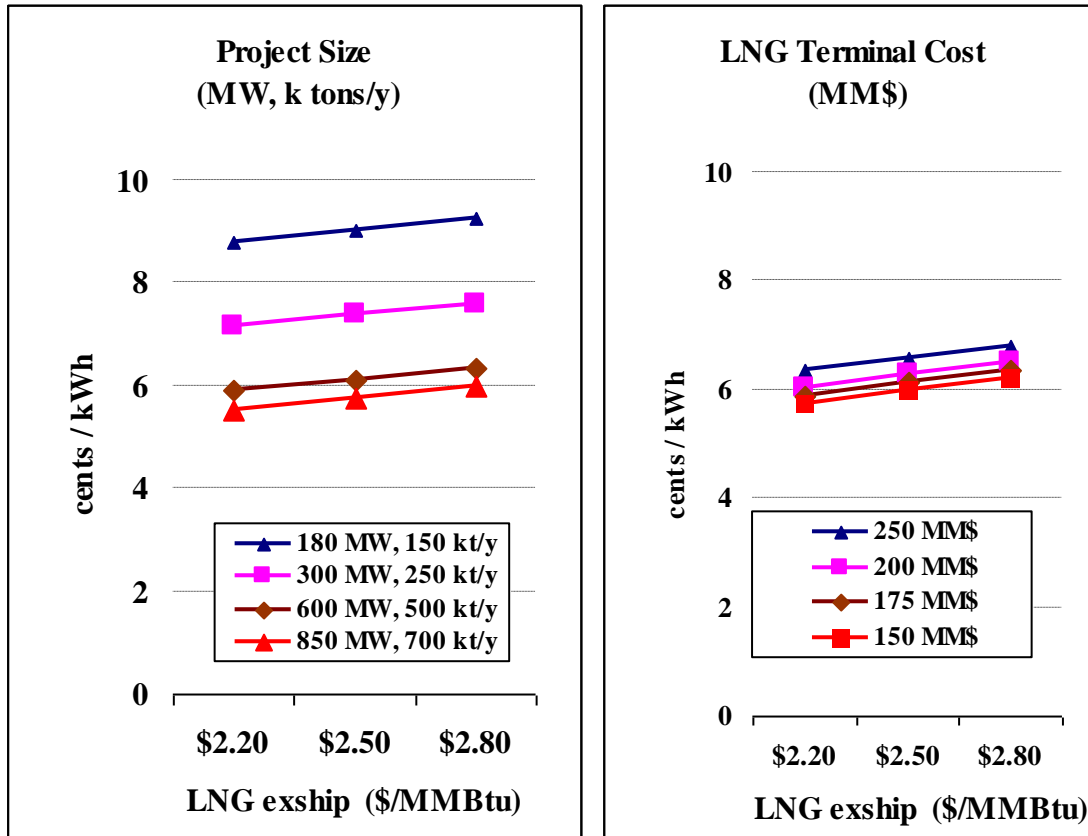 Project Size
(MW, k tons/y)
10
8
6
4
2
0
cents / kWh
180 MW, 150 kt/y
300 MW, 250 kt/y
600 MW, 500 kt/y
850 MW, 700 kt/y
$2.20 $2.50 $2.80
LNG exship ($/MMBtu)
LNG Terminal Cost
(MM$)
10
8
6
4
2
0
cents / kWh
250 MM$
200 MM$
175 MM$
150 MM$
$2.20 $2.50 $2.80
LNG exship ($/MMBtu)